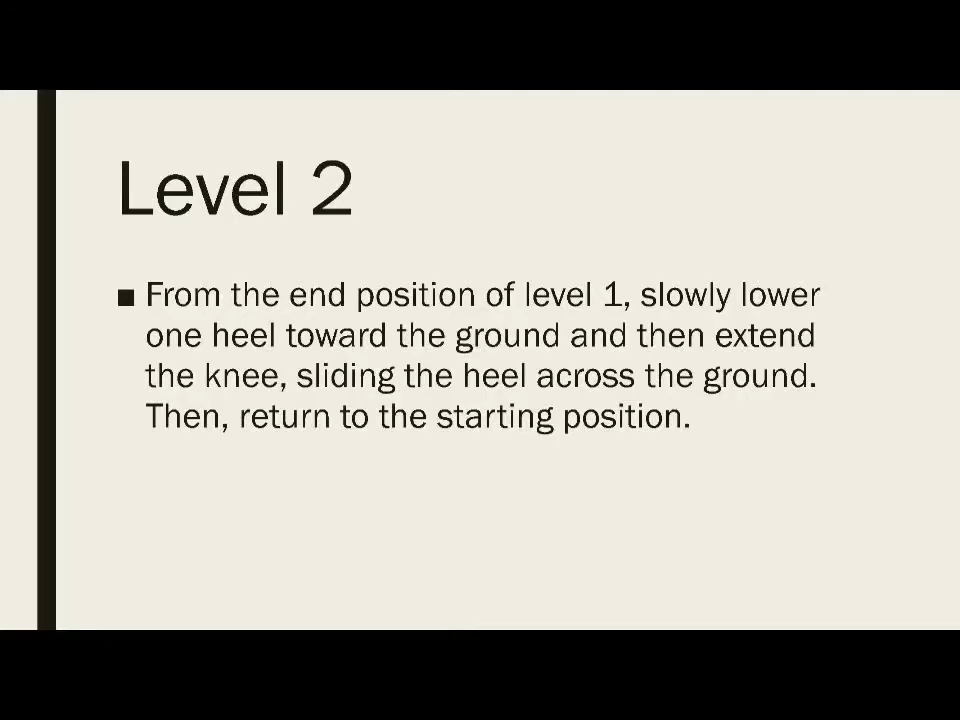 Level 2
■ From the end position of level 1, slowly lower
one heel toward the ground and then extend
the knee, sliding the heel across the ground.
Then, return to the starting position.